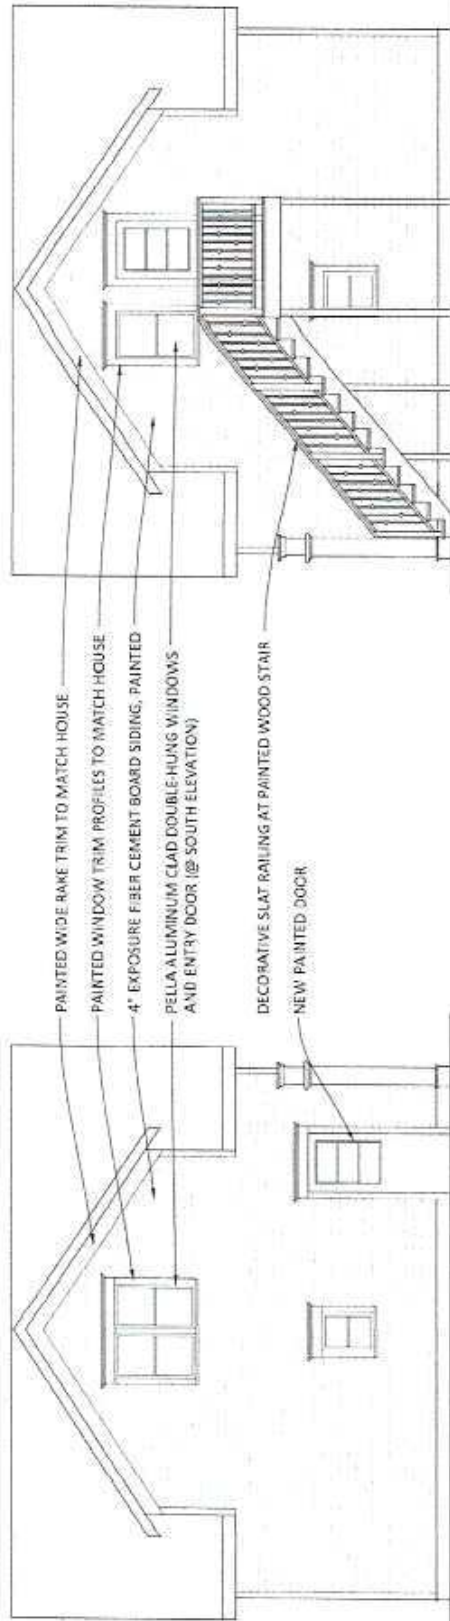 PAINTED WIDE RAKE TRIM TO MATCH HOUSE
PAINTED WINDOW TRIM PROFILES TO MATCH HOUSE
4" EXPOSURE FIBER CEMENT BOARD SIDING, PAINTED
PELLA ALUMINUM CLAD DOUBLE-HUNG WINDOWS
AND ENTRY DOOR (@ SOUTH ELEVATION)
DECORATIVE SLAT RAILING AT PAINTED WOOD STAIR
NEW PAINTED DOOR